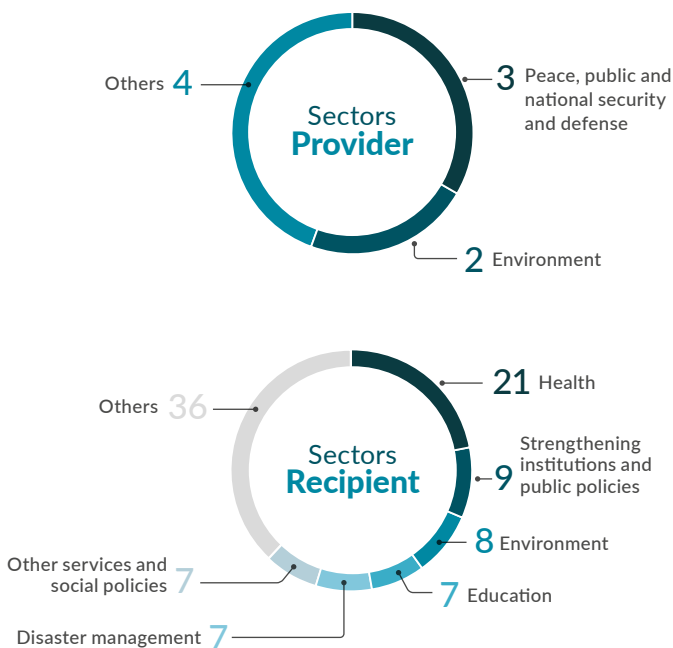 Others 4
Sectors
Provider
3 Peace, public and
national security
and defense
2 Environment
Sectors
Recipient
21 Health
9 Strengthening
institutions and
public policies
8 Environment
7 Education
Disaster management 7
Other services and
social policies 7
Others 36